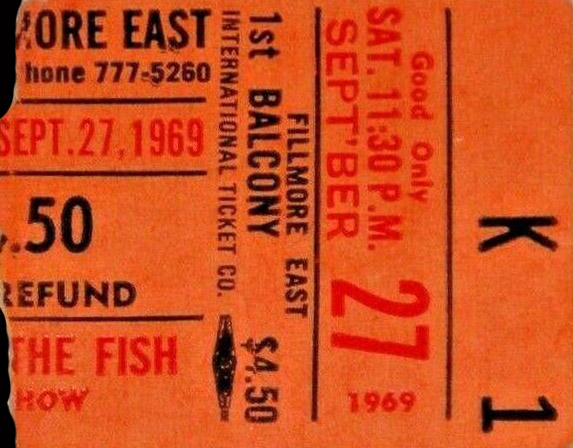 ORE EAST
hone 777-5260
SEPT.27,1969
.50
REFUND
THE FISH
HOW
FILLMORE EAST
1st BALCONY $4.50
INTERNATIONAL TICKET CO.
Good Only
SAT. 11:30 P.M.
SEPT'BER 27
1969
K 1